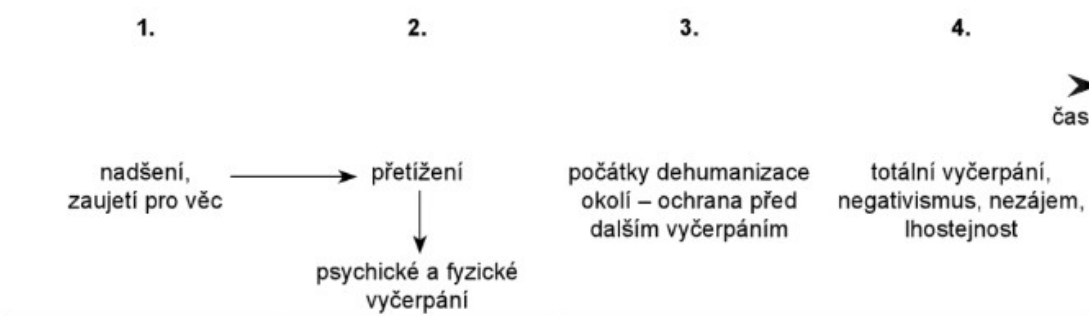 1.
2.
3.
4.
čas
nadšení,
zaujetí pro věc
přetížení
psychické a fyzické
vyčerpání
počátky dehumanizace
okolí – ochrana před
dalším vyčerpáním
totální vyčerpání,
negativismus, nezájem,
lhostejnost